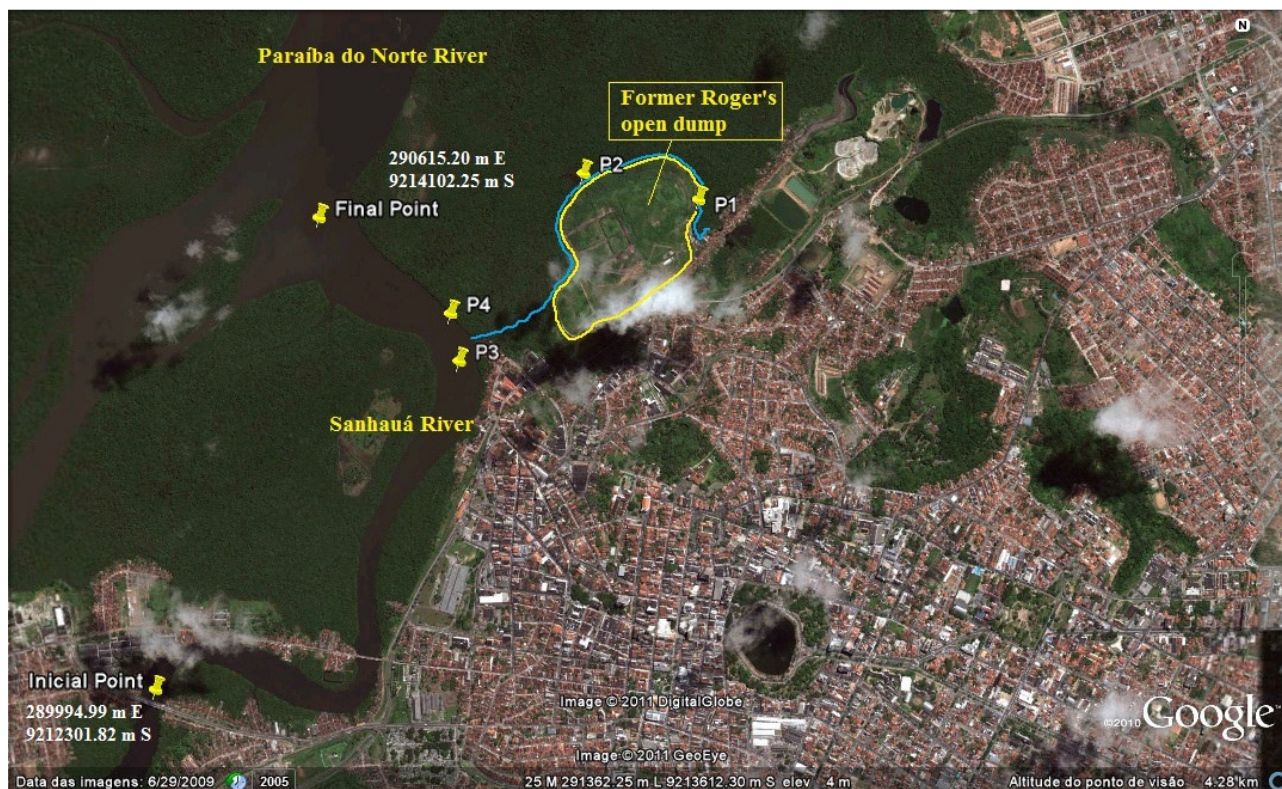 Paraíba do Norte River
N
Former Roger's
open dump
P2
290615.20 m E
9214102.25 m S
P1
Final Point
P4
P3
Sanhauá River
Inicial Point
289994.99 m E
9212301.82 m S
Image © 2011 DigitalGlobe
©2010 Google™
Image © 2011 GeoEye
Data das imagens: 6/29/2009 2005 25 M 291362.25 m L 9213612.30 m S elev 4 m Altitude do ponto de visão 4.28 km